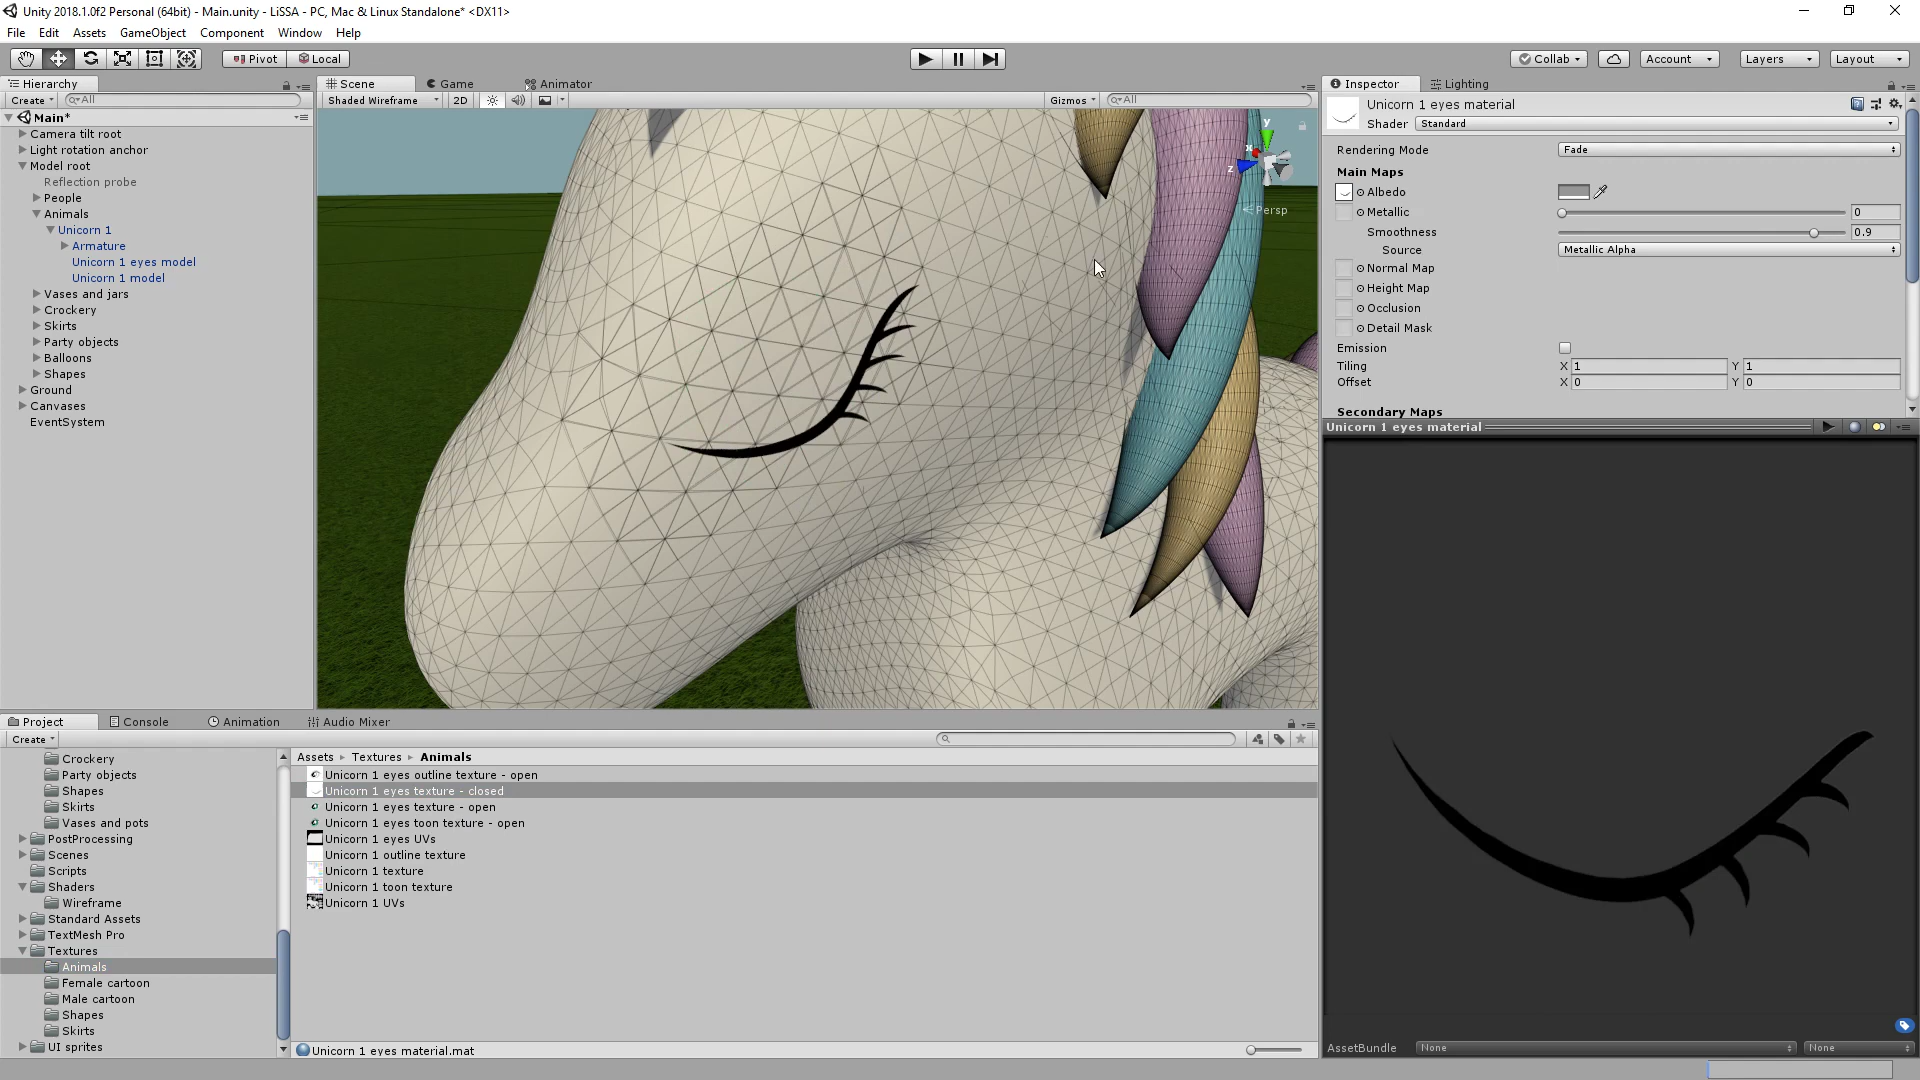 Unity 2018.1.0f2 Personal (64bit) - Main.unity - LiSSA - PC, Mac & Linux Standalone* <DX11>
File Edit Assets GameObject Component Window Help
Pivot Local Collab Account Layers Layout
Hierarchy
Create All
Main*
Camera tilt root
Light rotation anchor
Model root
Reflection probe
People
Animals
Unicorn 1
Armature
Unicorn 1 eyes model
Unicorn 1 model
Vases and jars
Crockery
Skirts
Party objects
Balloons
Shapes
Ground
Canvases
EventSystem
Scene Game Animator
Shaded Wireframe 2D Gizmos All
y
x
z
Persp
Inspector Lighting
Unicorn 1 eyes material
Shader Standard
Rendering Mode Fade
Main Maps
Albedo
Metallic 0
Smoothness 0.9
Source Metallic Alpha
Normal Map
Height Map
Occlusion
Detail Mask
Emission
Tiling X 1 Y 1
Offset X 0 Y 0
Secondary Maps
Unicorn 1 eyes material
AssetBundle None None
Project Console Animation Audio Mixer
Create
Crockery
Party objects
Shapes
Skirts
Vases and pots
PostProcessing
Scenes
Scripts
Shaders
Wireframe
Standard Assets
TextMesh Pro
Textures
Animals
Female cartoon
Male cartoon
Shapes
Skirts
UI sprites
Assets Textures Animals
Unicorn 1 eyes outline texture - open
Unicorn 1 eyes texture - closed
Unicorn 1 eyes texture - open
Unicorn 1 eyes toon texture - open
Unicorn 1 eyes UVs
Unicorn 1 outline texture
Unicorn 1 texture
Unicorn 1 toon texture
Unicorn 1 UVs
Unicorn 1 eyes material.mat